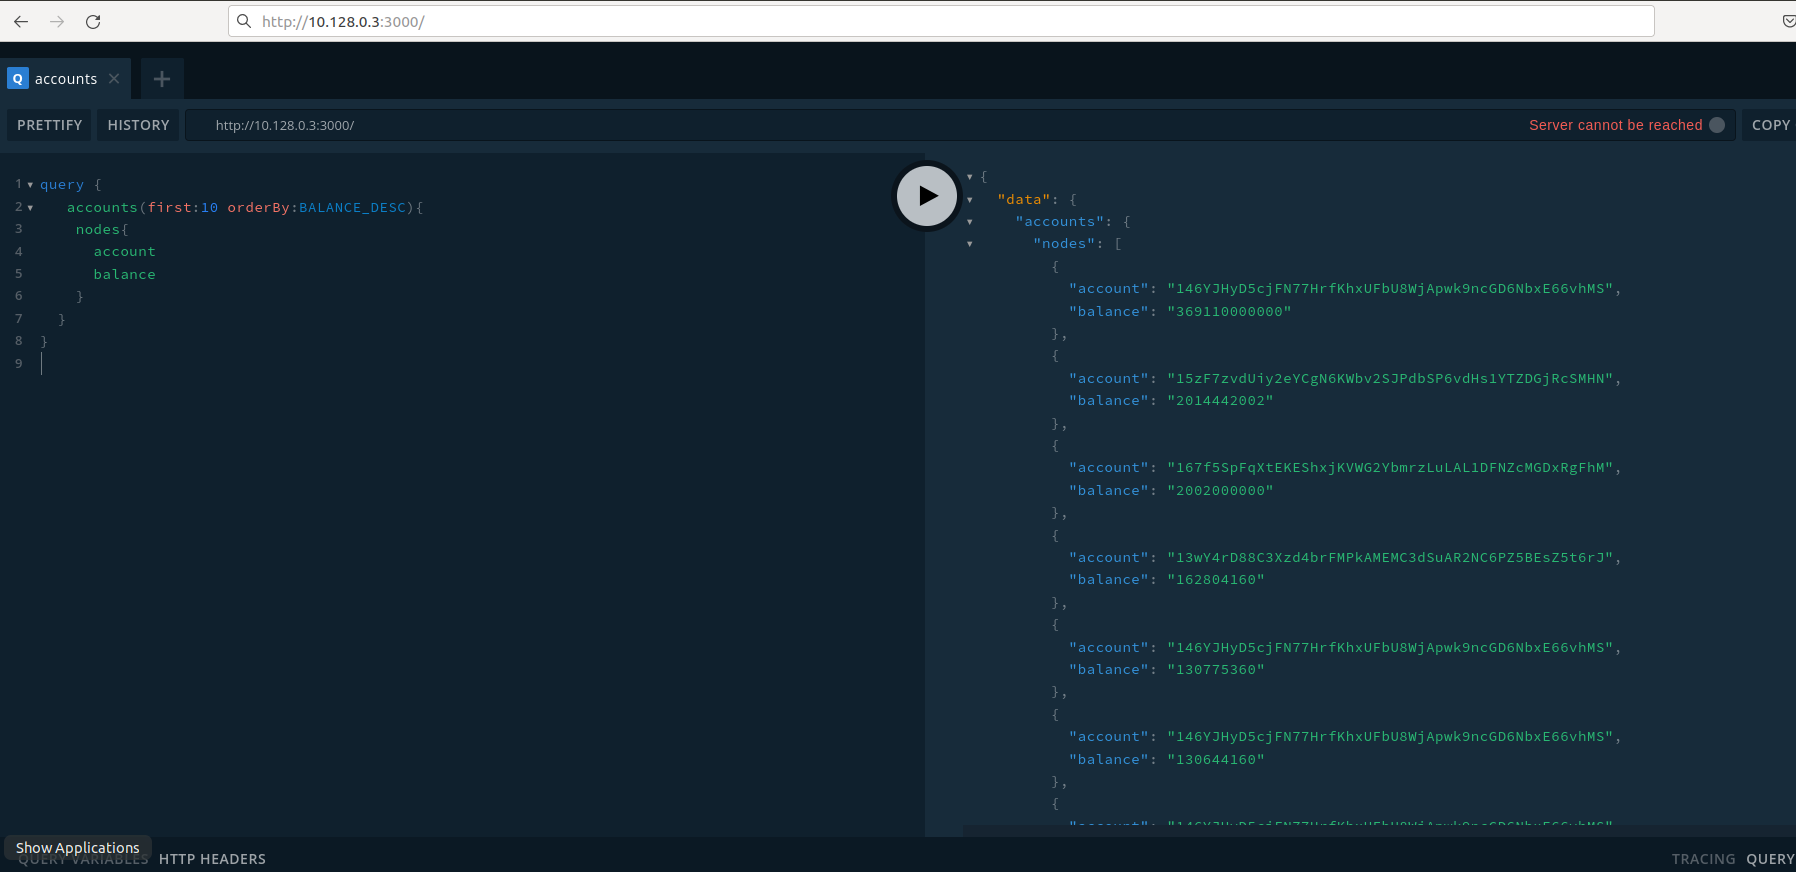 http://10.128.0.3:3000/
Q accounts
PRETTIFY HISTORY http://10.128.0.3:3000/ Server cannot be reached COPY
1 query {
2 accounts(first:10 orderBy:BALANCE_DESC){
3 nodes{
4 account
5 balance
6 }
7 }
8 }
9
{
"data": {
"accounts": {
"nodes": [
{
"account": "146YJHyD5cjFN77HrfKhxUFbU8WjApwk9ncGD6NbxE66vhMS",
"balance": "369110000000"
},
{
"account": "15zF7zvdUiy2eYCgN6KWbv2SJPdbSP6vdHs1YTZDGjRcSMHN",
"balance": "2014442002"
},
{
"account": "167f5SpFqXtEKEShxjKVWG2YbmrzLuLAL1DFNZcMGDxRgFhM",
"balance": "2002000000"
},
{
"account": "13wY4rD88C3Xzd4brFMPkAMEMC3dSuAR2NC6PZ5BEsZ5t6rJ",
"balance": "162804160"
},
{
"account": "146YJHyD5cjFN77HrfKhxUFbU8WjApwk9ncGD6NbxE66vhMS",
"balance": "130775360"
},
{
"account": "146YJHyD5cjFN77HrfKhxUFbU8WjApwk9ncGD6NbxE66vhMS",
"balance": "130644160"
},
{
"account": "146YJHyD5cjFN77HrfKhxUFbU8WjApwk9ncGD6NbxE66vhMS",
Show Applications
QUERY VARIABLES HTTP HEADERS TRACING QUERY